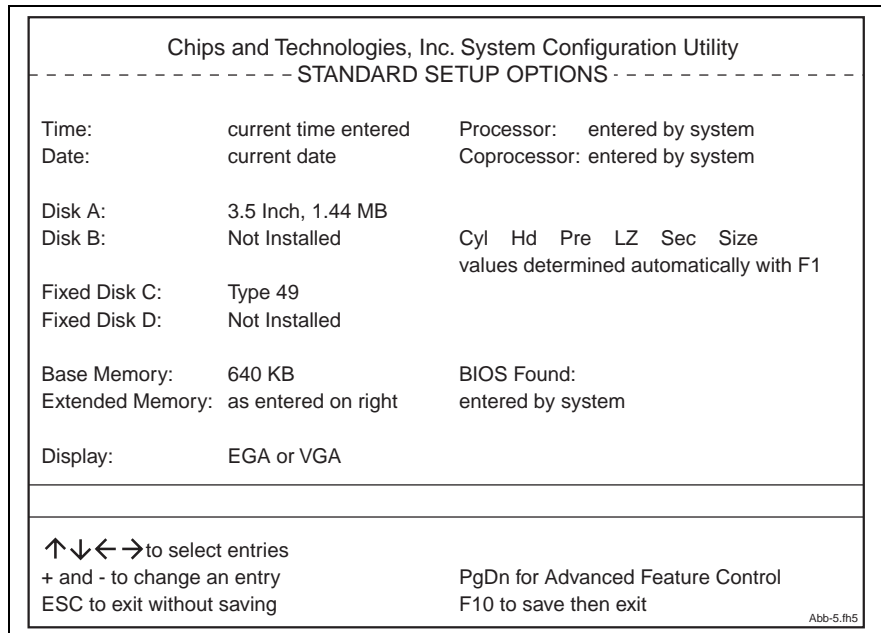 Chips and Technologies, Inc. System Configuration Utility
STANDARD SETUP OPTIONS
Time: current time entered Processor: entered by system
Date: current date Coprocessor: entered by system
Disk A: 3.5 Inch, 1.44 MB
Disk B: Not Installed Cyl Hd Pre LZ Sec Size
values determined automatically with F1
Fixed Disk C: Type 49
Fixed Disk D: Not Installed
Base Memory: 640 KB BIOS Found:
Extended Memory: as entered on right entered by system
Display: EGA or VGA
↑↓←→ to select entries
+ and - to change an entry PgDn for Advanced Feature Control
ESC to exit without saving F10 to save then exit
Abb-5.fh5